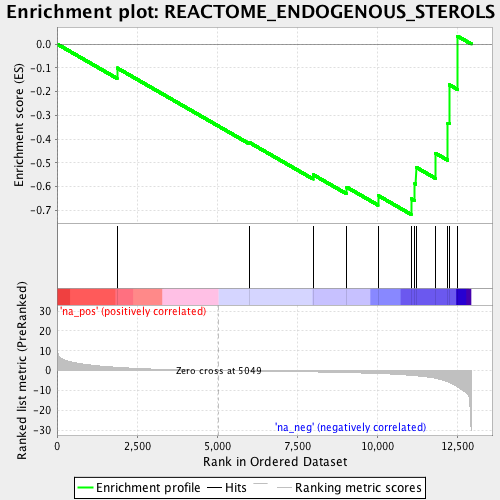 Enrichment plot: REACTOME_ENDOGENOUS_STEROLS
Enrichment score (ES)
0.0
-0.1
-0.2
-0.3
-0.4
-0.5
-0.6
-0.7
Ranked list metric (PreRanked)
30
20
10
0
-10
-20
-30
'na_pos' (positively correlated)
Zero cross at 5049
'na_neg' (negatively correlated)
0
2,500
5,000
7,500
10,000
12,500
Rank in Ordered Dataset
Enrichment profile
Hits
Ranking metric scores